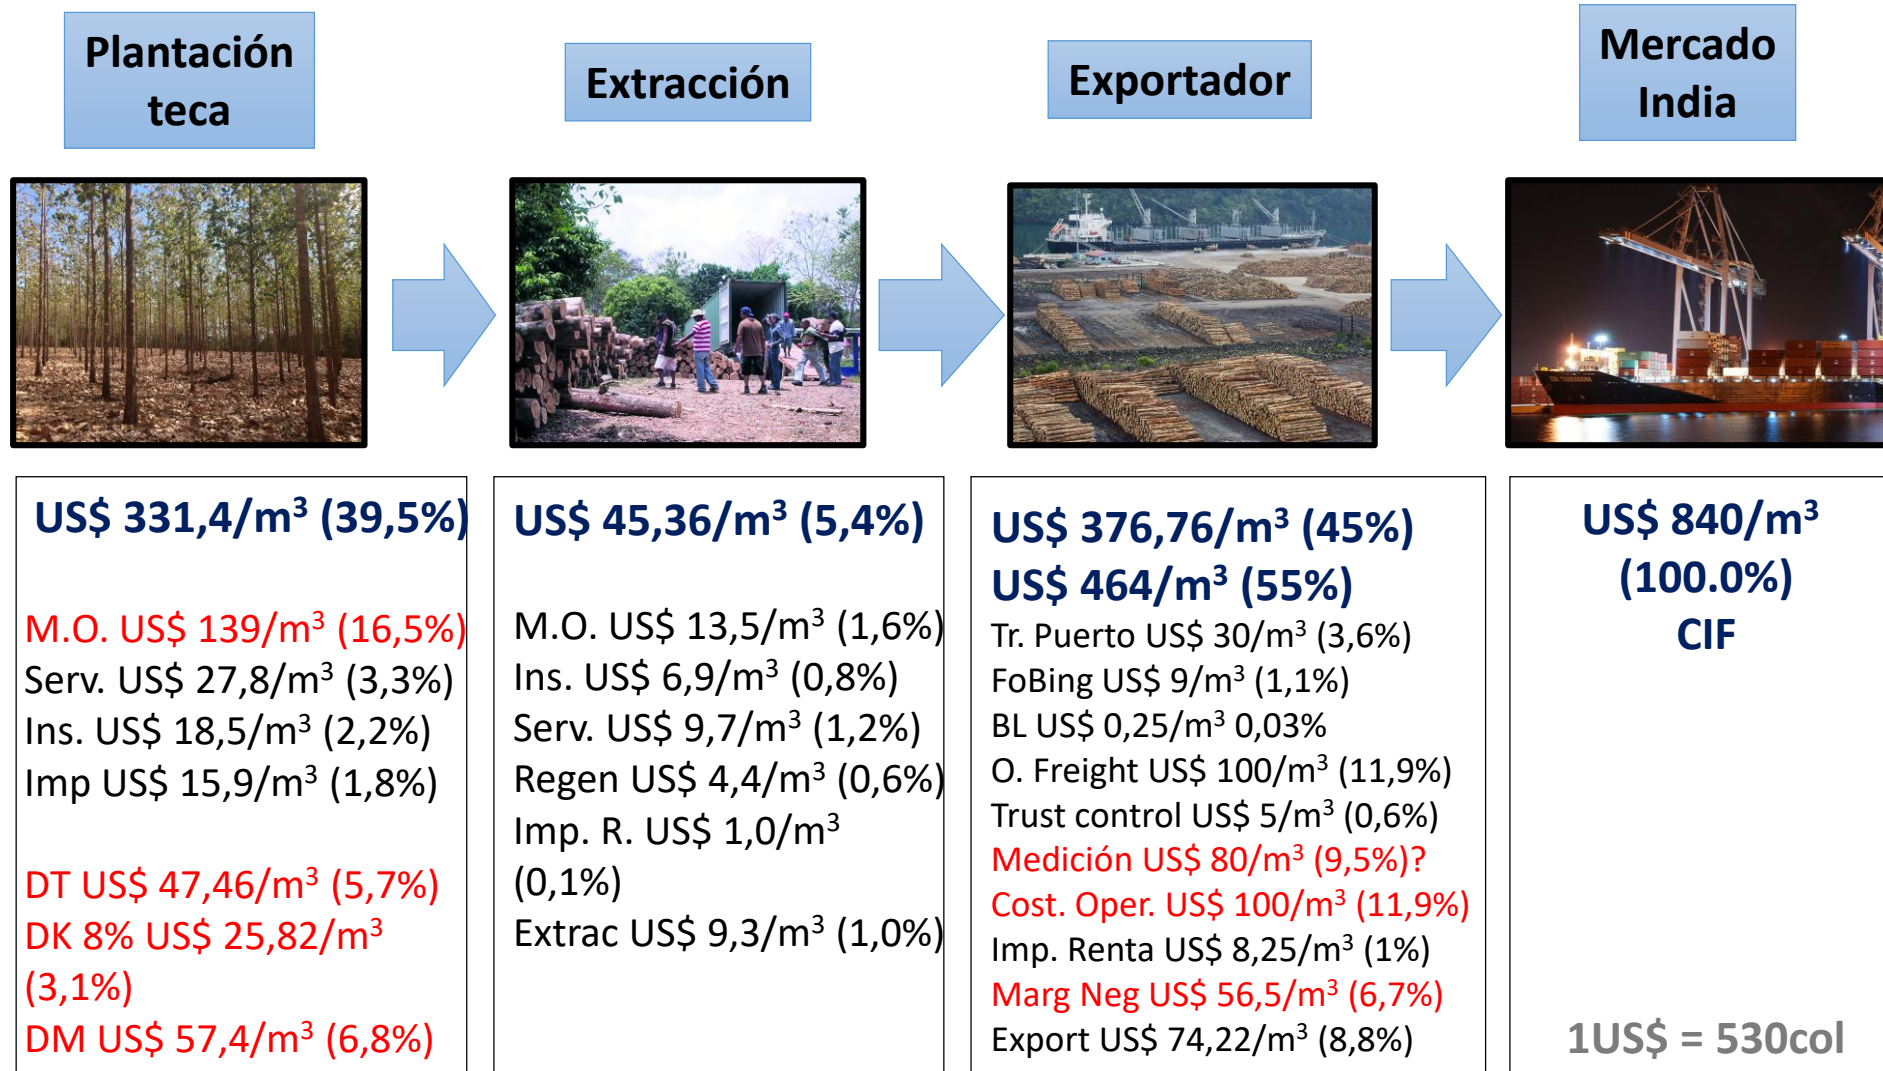 Plantación
teca
Extracción
Exportador
Mercado
India
US$ 331,4/m³ (39,5%)
M.O. US$ 139/m³ (16,5%)
Serv. US$ 27,8/m³ (3,3%)
Ins. US$ 18,5/m³ (2,2%)
Imp US$ 15,9/m³ (1,8%)
DT US$ 47,46/m³ (5,7%)
DK 8% US$ 25,82/m³
(3,1%)
DM US$ 57,4/m³ (6,8%)
US$ 45,36/m³ (5,4%)
M.O. US$ 13,5/m³ (1,6%)
Ins. US$ 6,9/m³ (0,8%)
Serv. US$ 9,7/m³ (1,2%)
Regen US$ 4,4/m³ (0,6%)
Imp. R. US$ 1,0/m³
(0,1%)
Extrac US$ 9,3/m³ (1,0%)
US$ 376,76/m³ (45%)
US$ 464/m³ (55%)
Tr. Puerto US$ 30/m³ (3,6%)
FoBing US$ 9/m³ (1,1%)
BL US$ 0,25/m³ 0,03%
O. Freight US$ 100/m³ (11,9%)
Trust control US$ 5/m³ (0,6%)
Medición US$ 80/m³ (9,5%)?
Cost. Oper. US$ 100/m³ (11,9%)
Imp. Renta US$ 8,25/m³ (1%)
Marg Neg US$ 56,5/m³ (6,7%)
Export US$ 74,22/m³ (8,8%)
US$ 840/m³
(100.0%)
CIF
1US$ = 530col